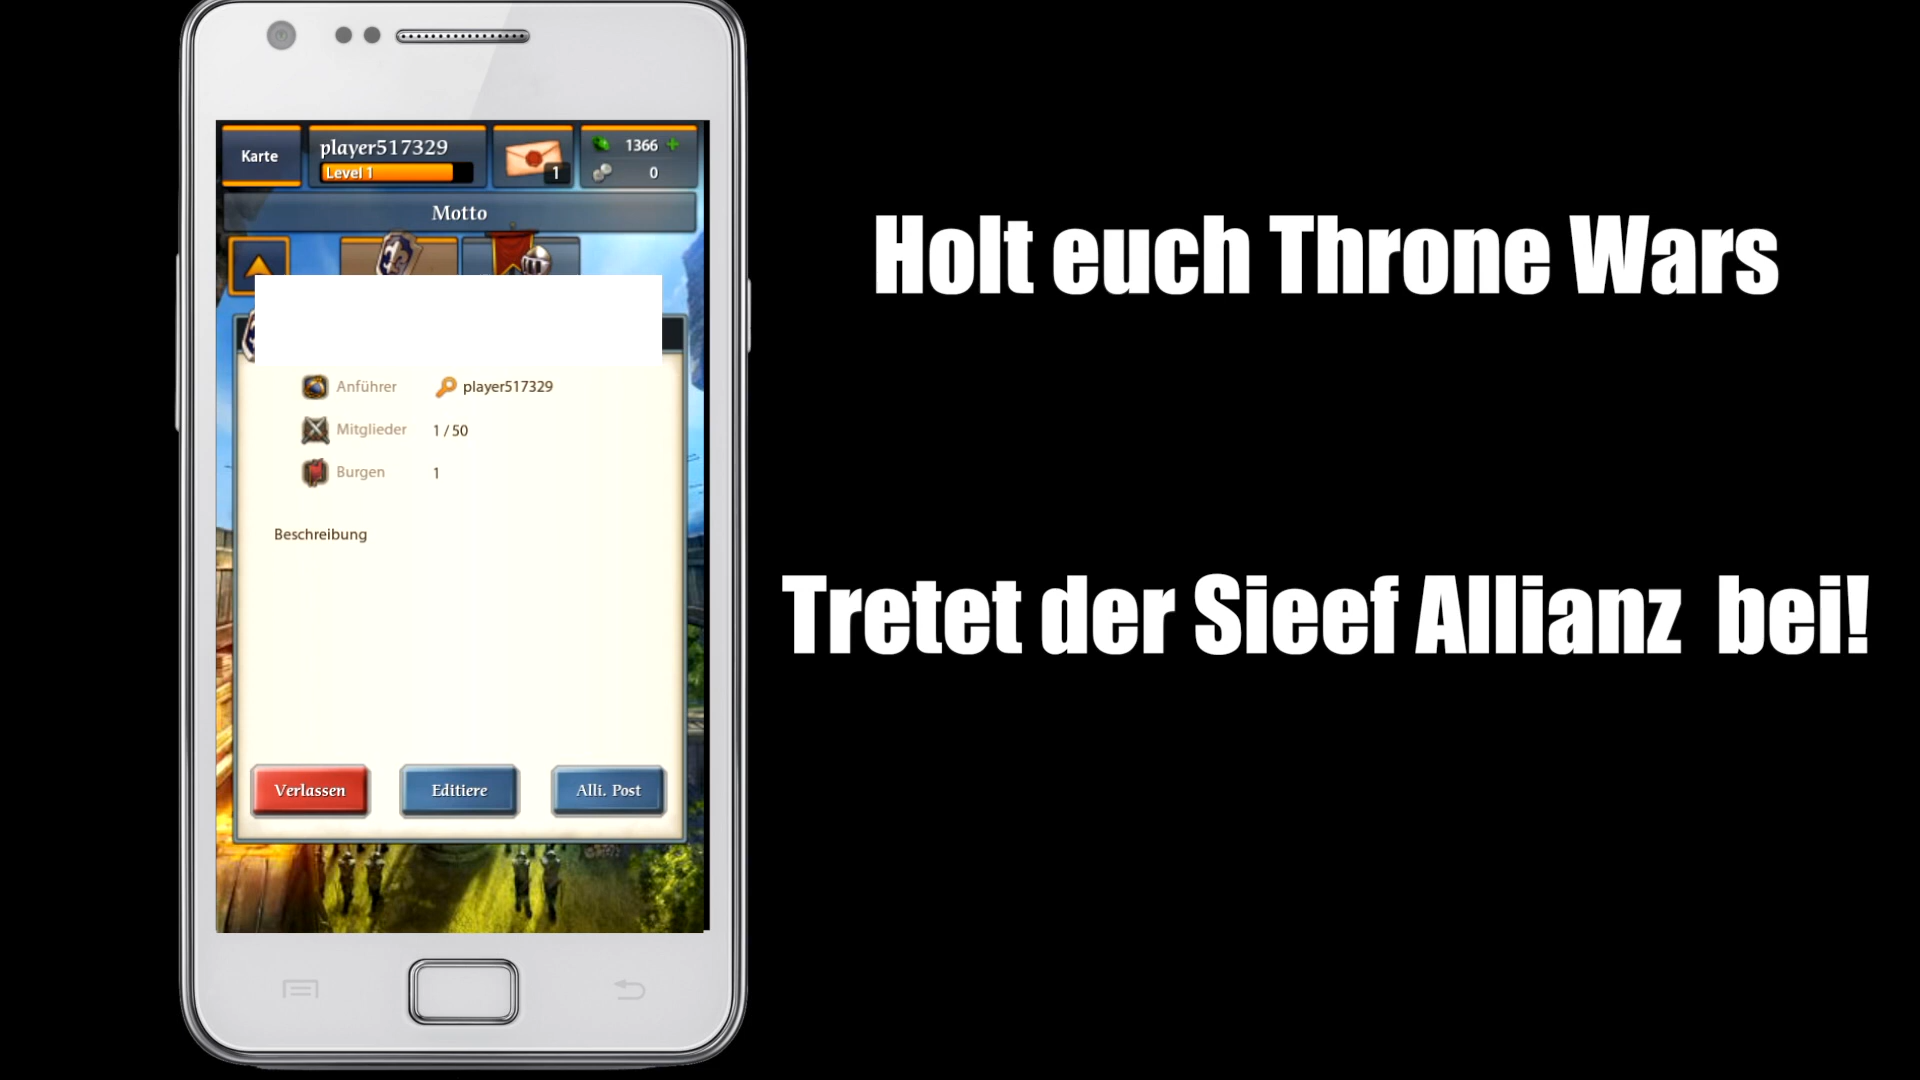 Karte
player517329
Level 1
1
1366
0
Motto
Anführer player517329
Mitglieder 1 / 50
Burgen 1
Beschreibung
Verlassen
Editiere
Alli. Post
Holt euch Throne Wars
Tretet der Sieef Allianz bei!